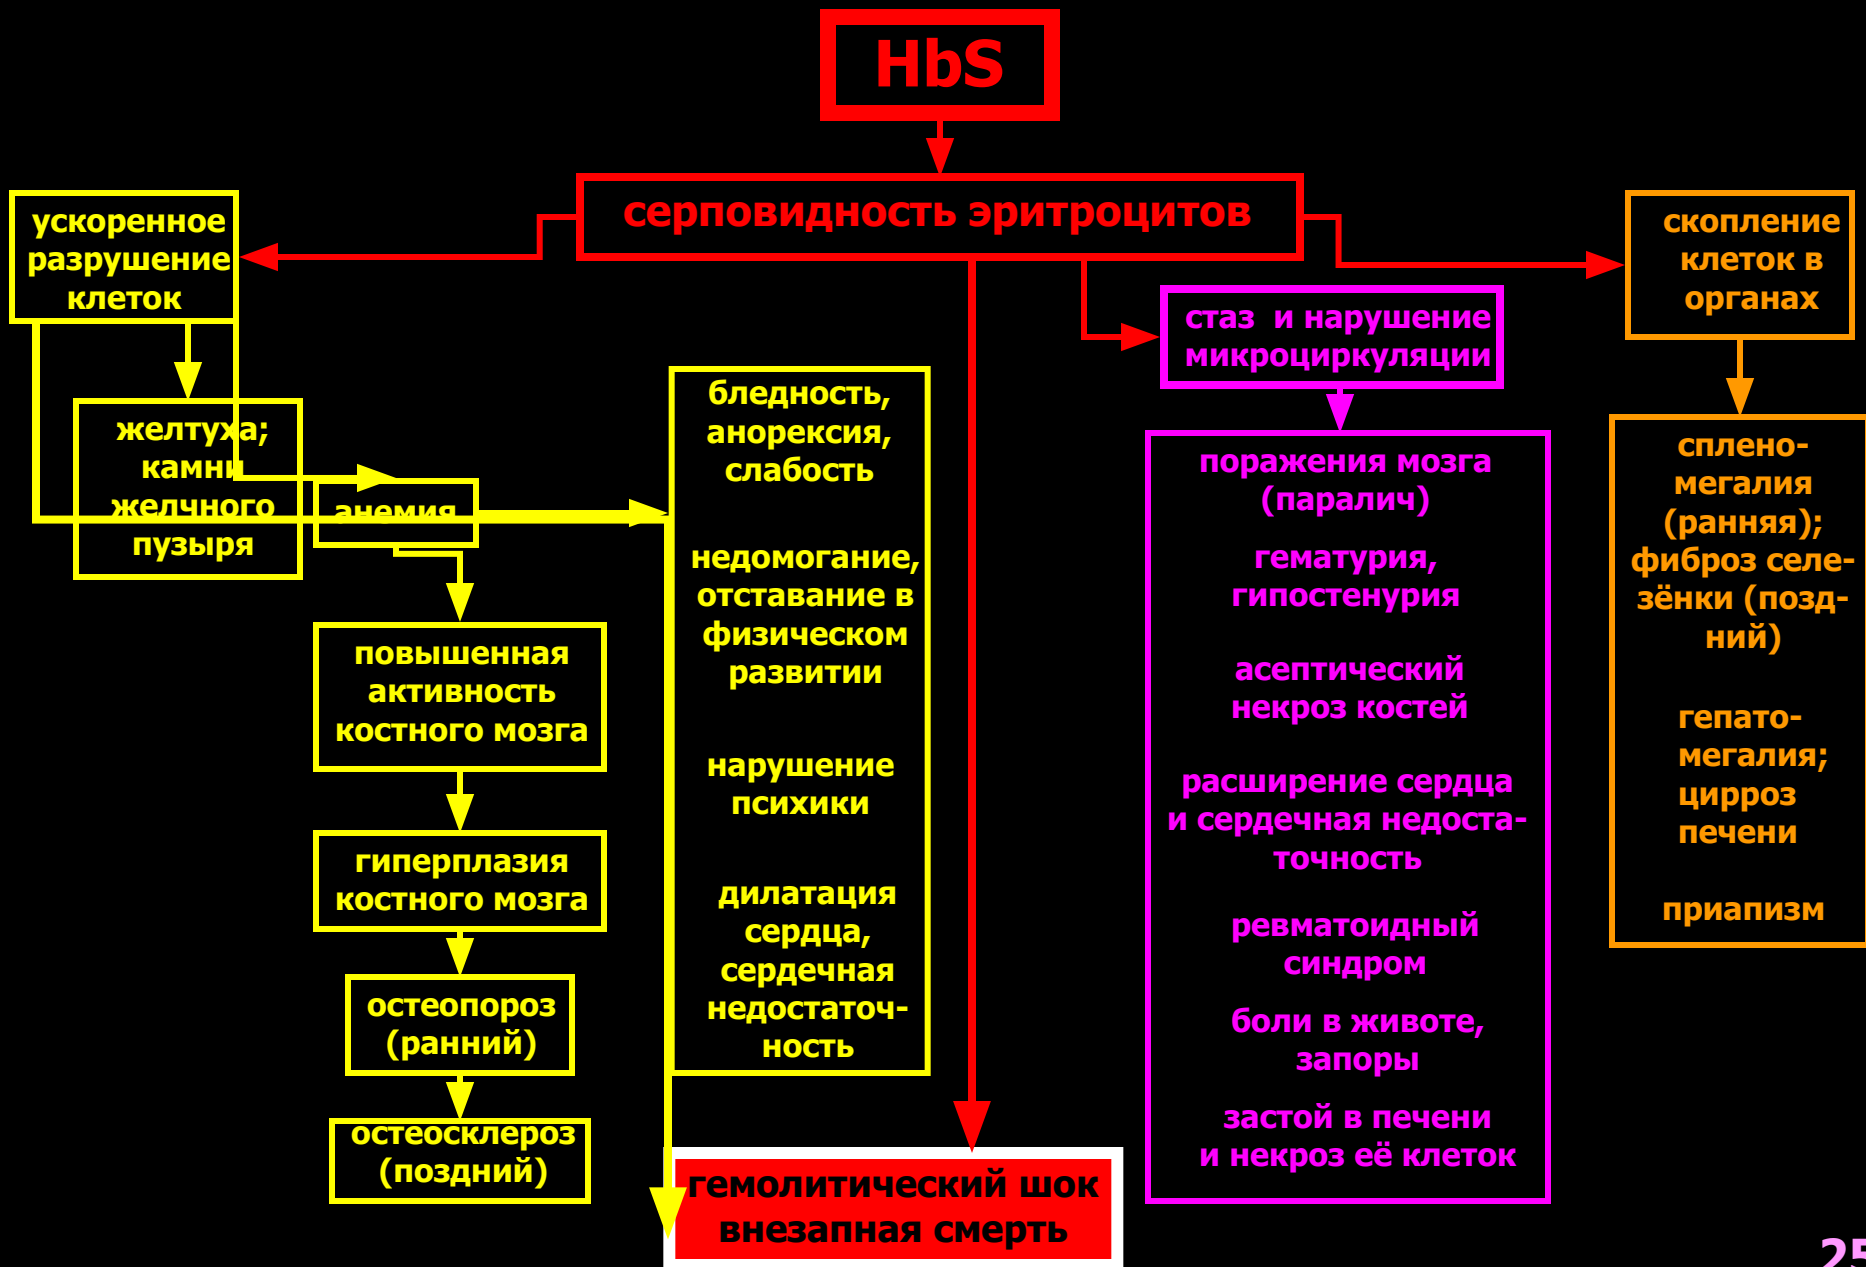 HbS
серповидность эритроцитов
ускоренное
разрушение
клеток
желтуха;
камни
желчного
пузыря
анемия
повышенная
активность
костного мозга
гиперплазия
костного мозга
остеопороз
(ранний)
остеосклероз
(поздний)
бледность,
анорексия,
слабость
недомогание,
отставание в
физическом
развитии
нарушение
психики
дилатация
сердца,
сердечная
недостаточ-
ность
гемолитический шок
внезапная смерть
стаз  и нарушение
микроциркуляции
поражения мозга
(паралич)
гематурия,
гипостенурия
асептический
некроз костей
расширение сердца
и сердечная недоста-
точность
ревматоидный
синдром
боли в животе,
запоры
застой в печени
и некроз её клеток
скопление
клеток в
органах
сплено-
мегалия
(ранняя);
фиброз селе-
зёнки (позд-
ний)
гепато-
мегалия;
цирроз
печени
приапизм
25